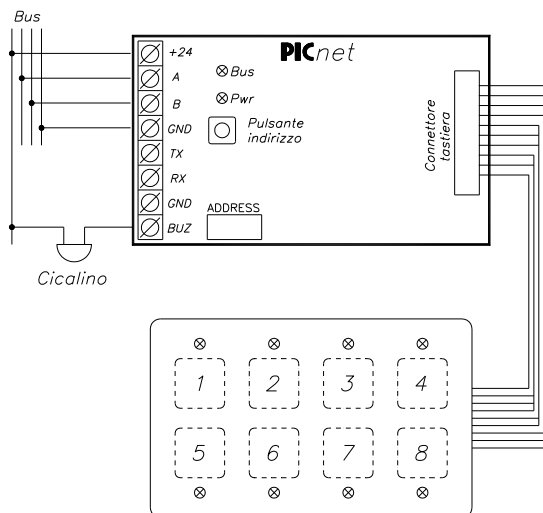 Bus
PICnet
+24
A
B
GND
TX
RX
GND
BUZ
Bus
Pwr
Pulsante
indirizzo
ADDRESS
Connettore
tastiera
Cicalino
1 2 3 4
5 6 7 8